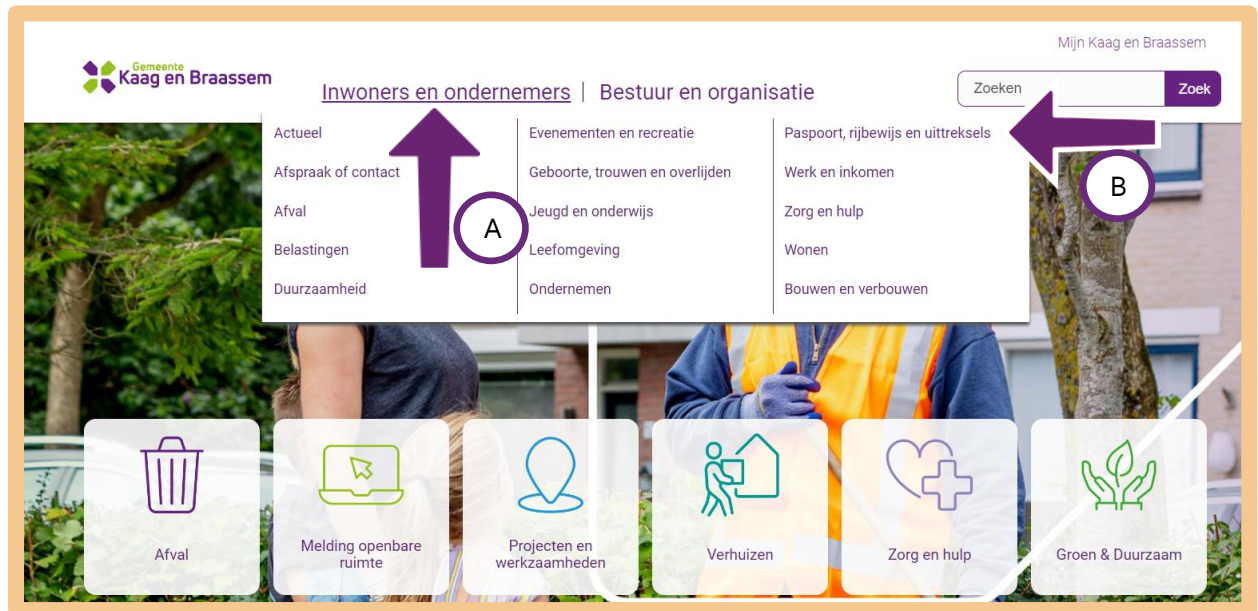 Mijn Kaag en Braassem
Gemeente
Kaag en Braassem
Inwoners en ondernemers | Bestuur en organisatie
Zoeken
Zoek
Actueel
Afspraak of contact
Afval
Belastingen
Duurzaamheid
Evenementen en recreatie
Geboorte, trouwen en overlijden
Jeugd en onderwijs
Leefomgeving
Ondernemen
Paspoort, rijbewijs en uittreksels
Werk en inkomen
Zorg en hulp
Wonen
Bouwen en verbouwen
A
B
Afval
Melding openbare
ruimte
Projecten en
werkzaamheden
Verhuizen
Zorg en hulp
Groen & Duurzaam